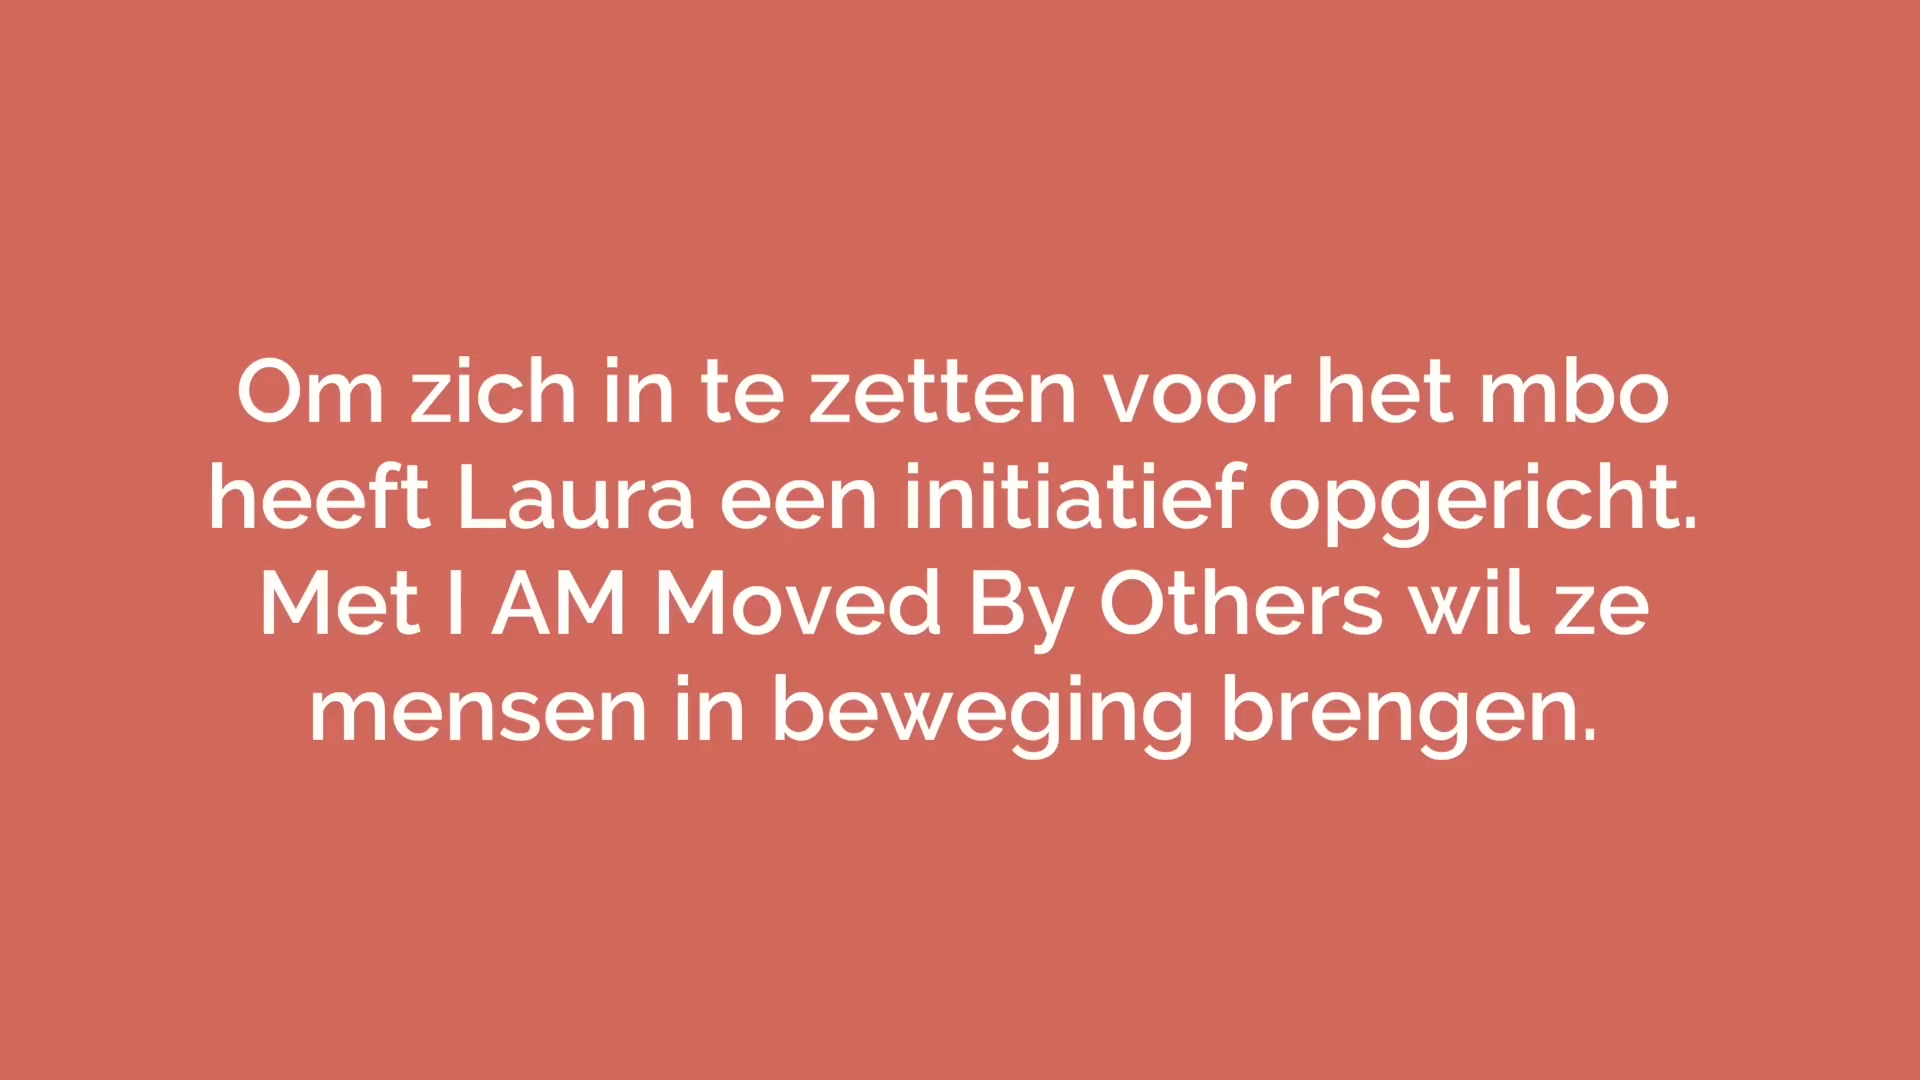 Om zich in te zetten voor het mbo
heeft Laura een initiatief opgericht.
Met I AM Moved By Others wil ze
mensen in beweging brengen.